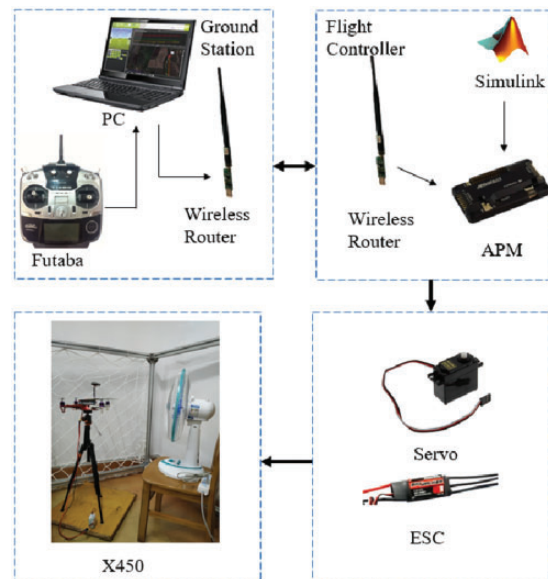 Ground
Station
PC
Wireless
Router
Futaba
Flight
Controller
Simulink
Wireless
Router
APM
Servo
ESC
X450